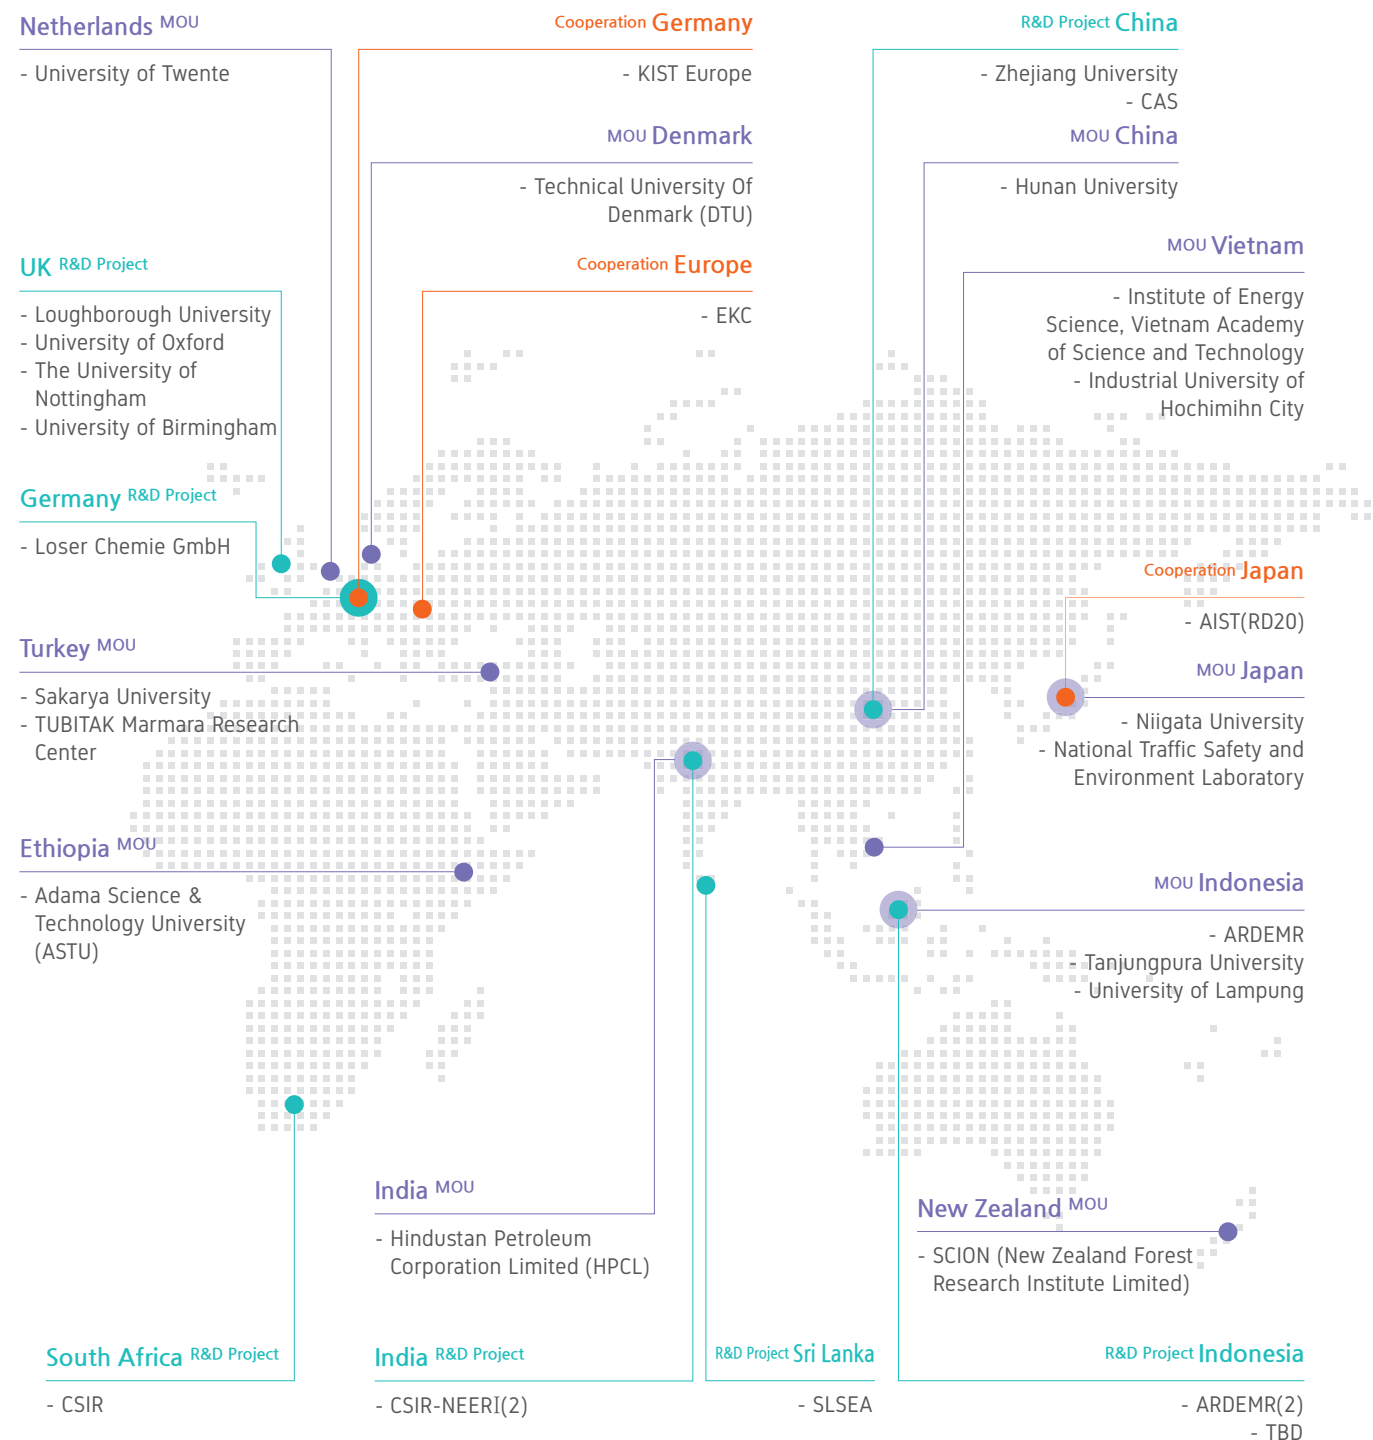 Netherlands MOU
- University of Twente
Cooperation Germany
- KIST Europe
R&D Project China
- Zhejiang University
- CAS
MOU Denmark
- Technical University Of
Denmark (DTU)
MOU China
- Hunan University
UK R&D Project
- Loughborough University
- University of Oxford
- The University of
Nottingham
- University of Birmingham
Cooperation Europe
- EKC
MOU Vietnam
- Institute of Energy
Science, Vietnam Academy
of Science and Technology
- Industrial University of
Hochimihn City
Germany R&D Project
- Loser Chemie GmbH
Cooperation Japan
- AIST(RD20)
Turkey MOU
- Sakarya University
- TUBITAK Marmara Research
Center
MOU Japan
- Niigata University
- National Traffic Safety and
Environment Laboratory
Ethiopia MOU
- Adama Science &
Technology University
(ASTU)
MOU Indonesia
- ARDEMR
- Tanjungpura University
- University of Lampung
India MOU
- Hindustan Petroleum
Corporation Limited (HPCL)
New Zealand MOU
- SCION (New Zealand Forest
Research Institute Limited)
South Africa R&D Project
- CSIR
India R&D Project
- CSIR-NEERI(2)
R&D Project Sri Lanka
- SLSEA
R&D Project Indonesia
- ARDEMR(2)
- TBD